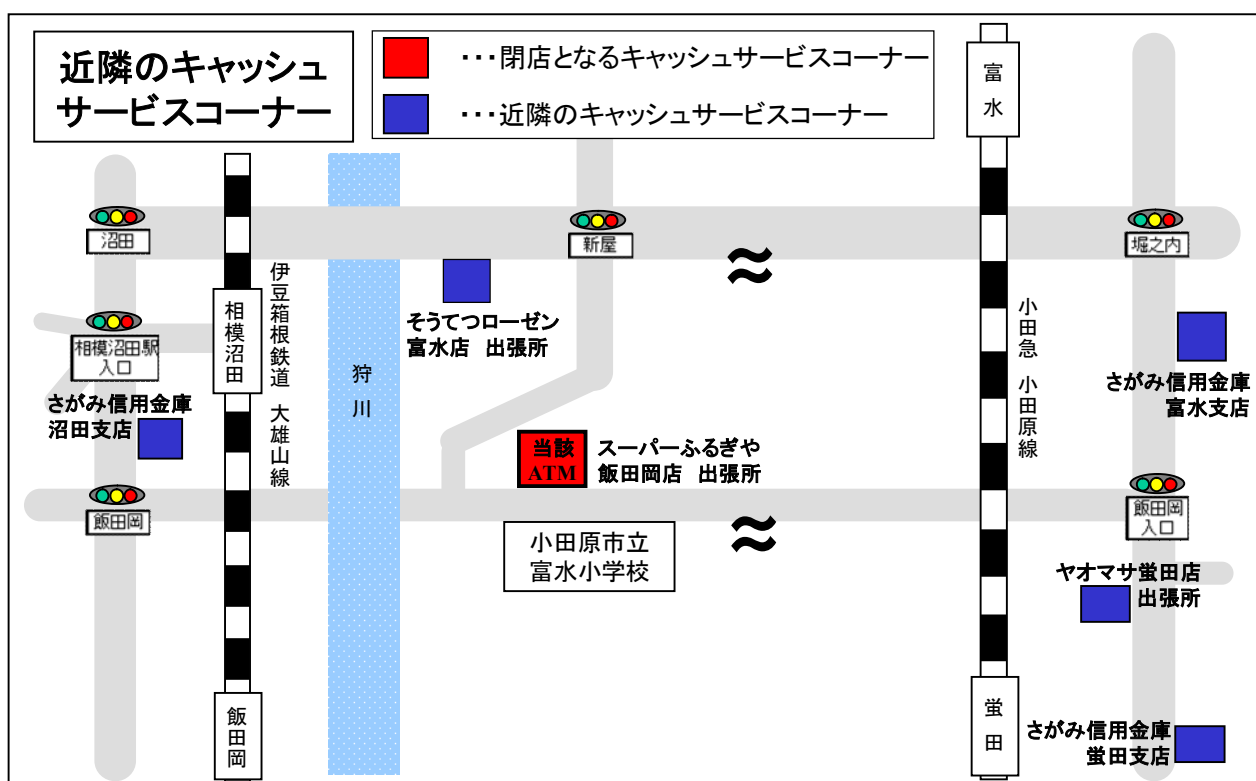 近隣のキャッシュ
サービスコーナー
・・・閉店となるキャッシュサービスコーナー
・・・近隣のキャッシュサービスコーナー
富水
沼田
新屋
堀之内
相模沼田駅
入口
相模沼田
伊豆箱根鉄道 大雄山線
狩川
そうてつローゼン
富水店 出張所
小田急 小田原線
さがみ信用金庫
富水支店
さがみ信用金庫
沼田支店
当該
ATM
スーパーふるぎや
飯田岡店 出張所
飯田岡
飯田岡
入口
小田原市立
富水小学校
ヤオマサ蛍田店
出張所
飯田岡
蛍田
さがみ信用金庫
蛍田支店